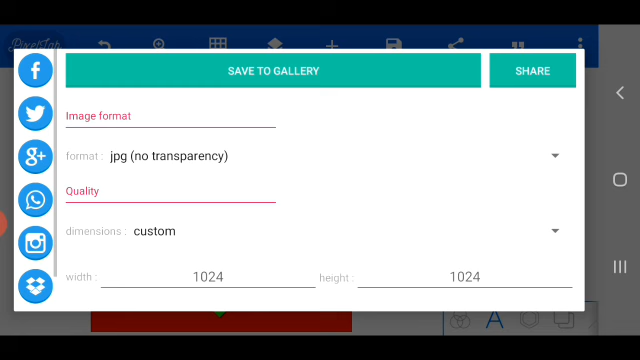 PixelLab
SAVE TO GALLERY
SHARE
Image format
format : jpg (no transparency)
Quality
dimensions : custom
width : 1024 height : 1024